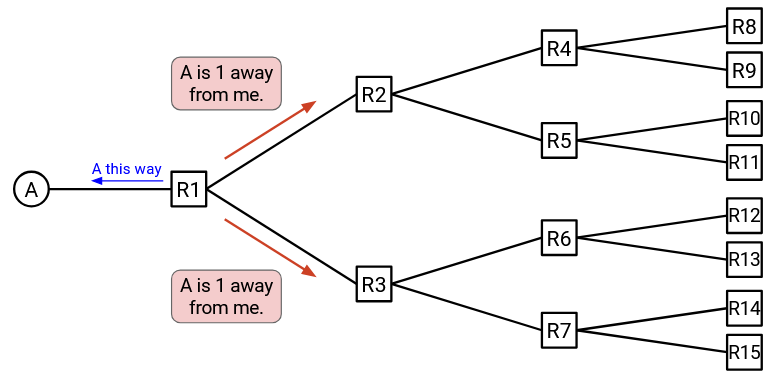 A is 1 away
from me.
A this way
A
R1
A is 1 away
from me.
R2
R3
R4
R5
R6
R7
R8
R9
R10
R11
R12
R13
R14
R15